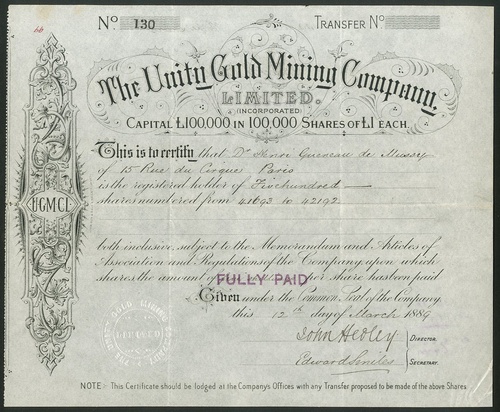 No 130 TRANSFER No
66
The Unity Gold Mining Company,
LIMITED.
(INCORPORATED)
CAPITAL £100,000 IN 100,000 SHARES OF £1 EACH.
This is to certify that Dr Henri Gueneau de Mussy
of 15 Rue du Cirque Paris
is the registered holder of Five hundred
shares numbered from 41693 to 42192
both inclusive, subject to the Memorandum and Articles of
Association and Regulations of the Company upon which
shares the amount of FULLY PAID per share has been paid
Given under the Common Seal of the Company
this 12th day of March 1889
John Hedley DIRECTOR.
Edward Smiles SECRETARY.
UGMCL
LIMITED
NOTE:- This Certificate should be lodged at the Company's Offices with any Transfer proposed to be made of the above Shares